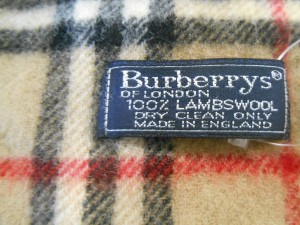 Burberrys®
OF LONDON
100% LAMBSWOOL
DRY CLEAN ONLY
MADE IN ENGLAND